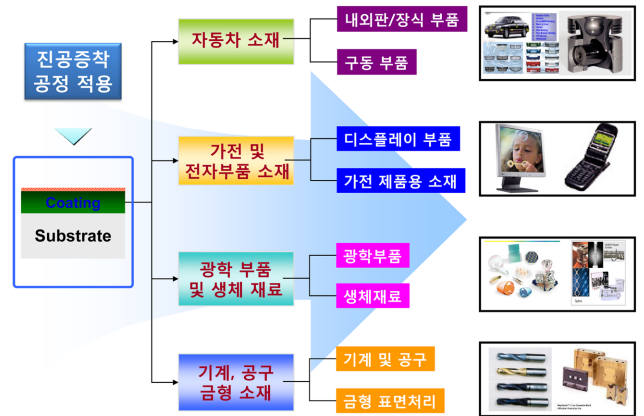 진공증착
공정 적용
Coating
Substrate
자동차 소재
내외판/장식 부품
구동 부품
가전 및
전자부품 소재
디스플레이 부품
가전 제품용 소재
광학 부품
및 생체 재료
광학부품
생체재료
기계, 공구
금형 소재
기계 및 공구
금형 표면처리